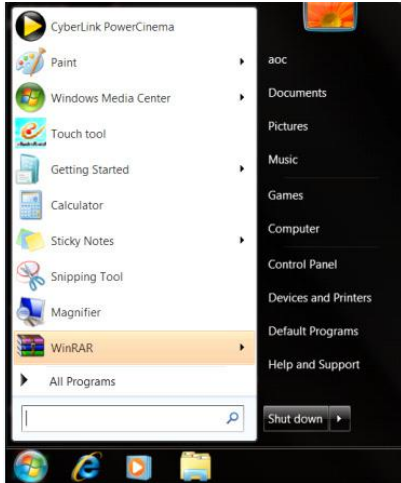 CyberLink PowerCinema
Paint
Windows Media Center
Touch tool
Getting Started
Calculator
Sticky Notes
Snipping Tool
Magnifier
WinRAR
All Programs
aoc
Documents
Pictures
Music
Games
Computer
Control Panel
Devices and Printers
Default Programs
Help and Support
Shut down